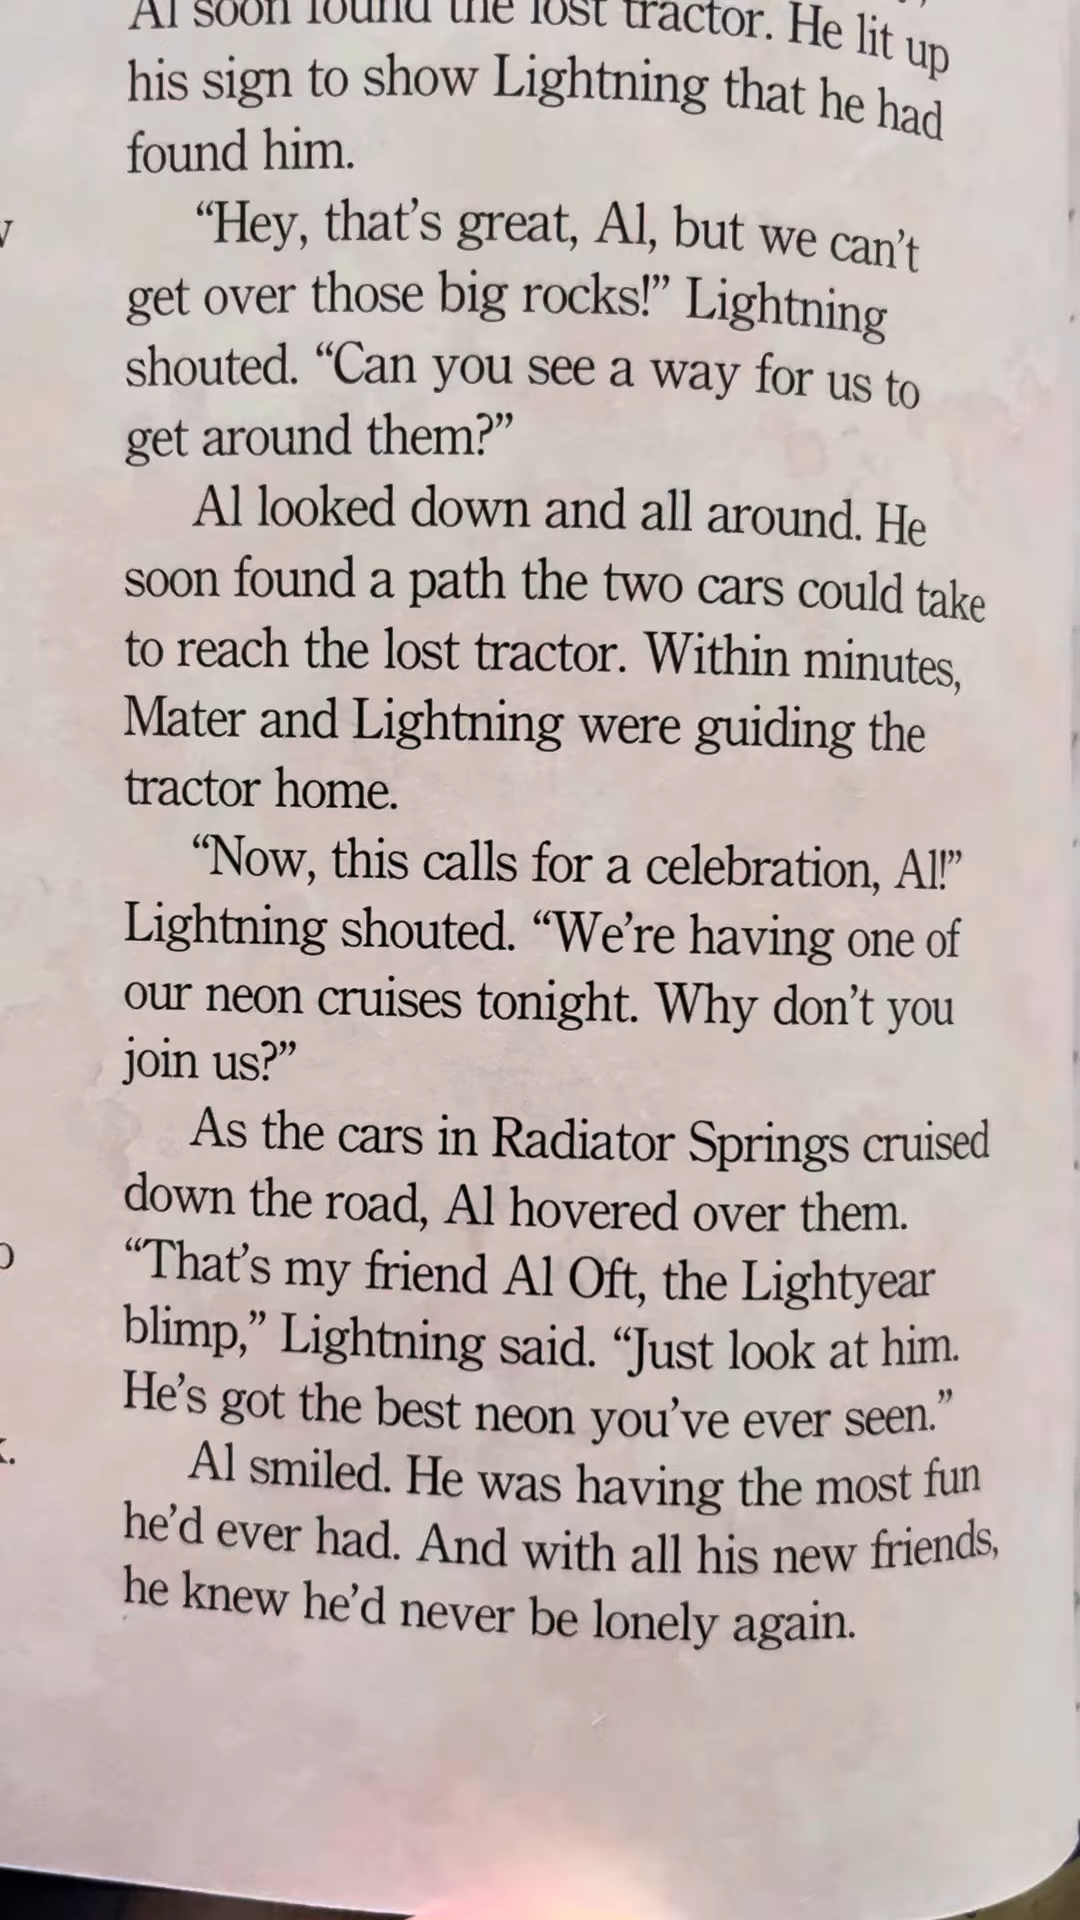 Al soon found the lost tractor. He lit up
his sign to show Lightning that he had
found him.
“Hey, that’s great, Al, but we can’t
get over those big rocks!” Lightning
shouted. “Can you see a way for us to
get around them?”
Al looked down and all around. He
soon found a path the two cars could take
to reach the lost tractor. Within minutes,
Mater and Lightning were guiding the
tractor home.
“Now, this calls for a celebration, Al!”
Lightning shouted. “We’re having one of
our neon cruises tonight. Why don’t you
join us?”
As the cars in Radiator Springs cruised
down the road, Al hovered over them.
“That’s my friend Al Oft, the Lightyear
blimp,” Lightning said. “Just look at him.
He’s got the best neon you’ve ever seen.”
Al smiled. He was having the most fun
he’d ever had. And with all his new friends,
he knew he’d never be lonely again.